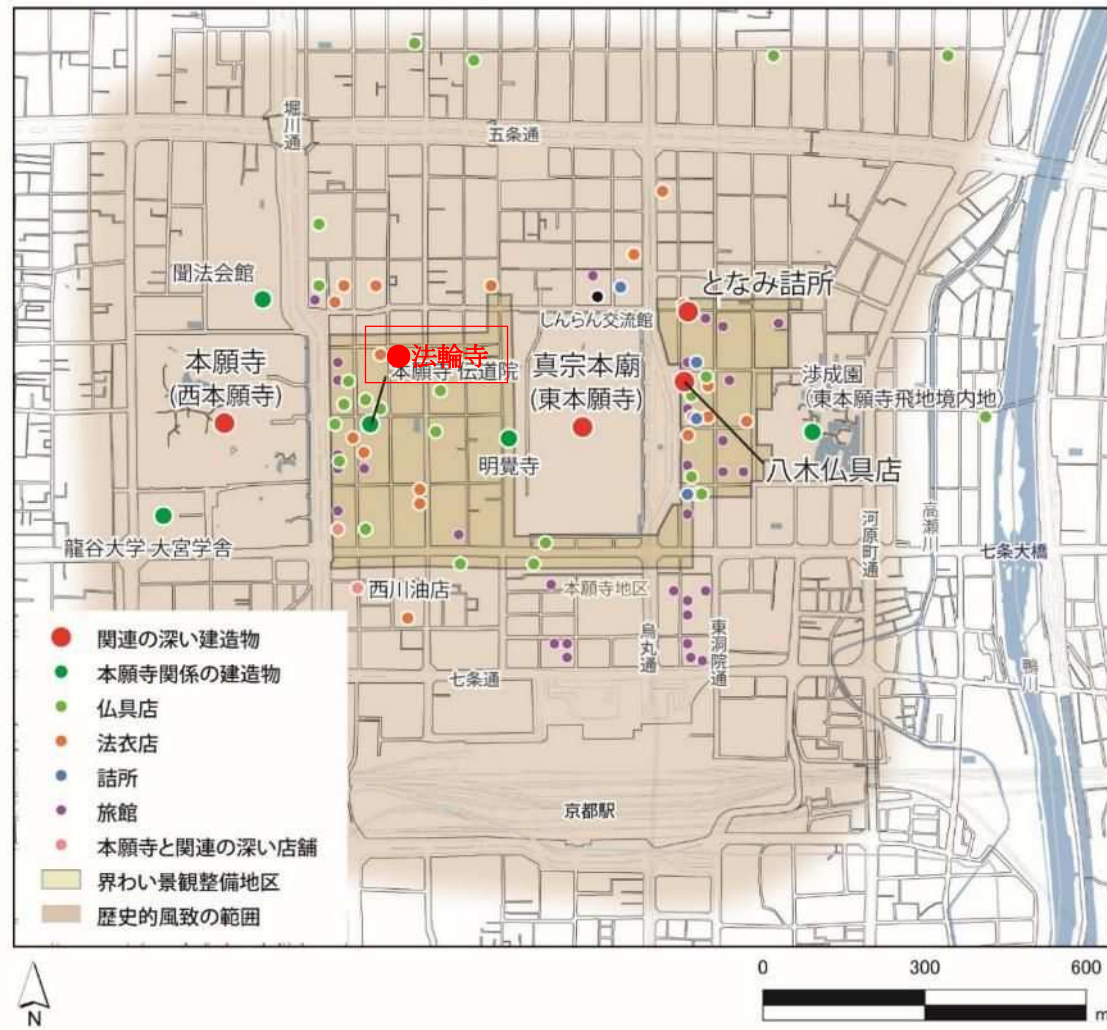 堀川通
五条通
聞法会館
となみ詰所
しんらん交流館
法輪寺
本願寺 伝道院
本願寺
(西本願寺)
真宗本廟
(東本願寺)
渉成園
(東本願寺飛地境内地)
明覺寺
八木仏具店
龍谷大学 大宮学舎
河原町通
高瀬川
七条大橋
西川油店
本願寺地区
烏丸通
東洞院通
鴨川
七条通
京都駅
関連の深い建造物
本願寺関係の建造物
仏具店
法衣店
詰所
旅館
本願寺と関連の深い店舗
界わい景観整備地区
歴史的風致の範囲
N
0 300 600
m